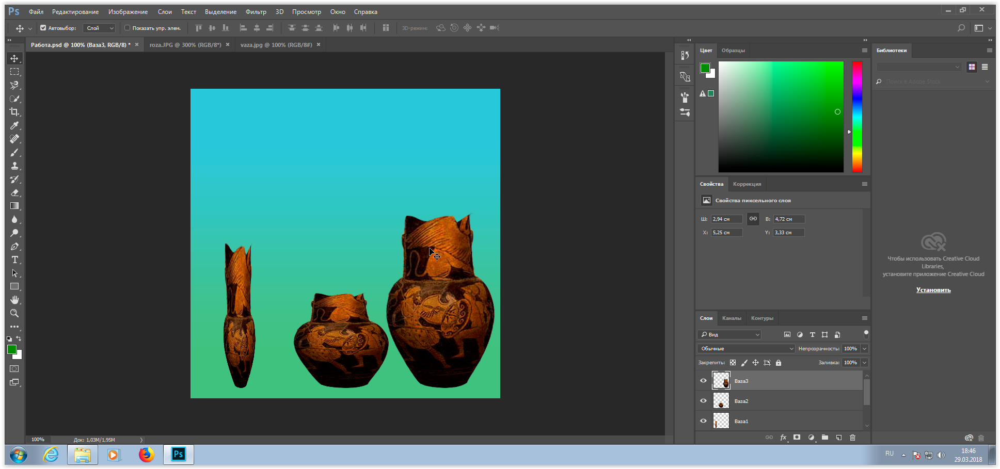 Ps Файл Редактирование Изображение Слои Текст Выделение Фильтр 3D Просмотр Окно Справка
Автовыбор: Слой Показать упр. элем. 3D-режим:
Работа.psd @ 100% (Ваза3, RGB/8) * roza.JPG @ 300% (RGB/8*) vaza.jpg @ 100% (RGB/8#)
Цвет Образцы
Библиотеки
Поиск в Adobe Stock
Свойства Коррекция
Свойства пиксельного слоя
Ш: 2,94 см В: 4,72 см
X: 5,25 см Y: 3,33 см
Чтобы использовать Creative Cloud
Libraries,
установите приложение Creative Cloud
Установить
Слои Каналы Контуры
Вид
Обычные Непрозрачность: 100%
Закрепить: Заливка: 100%
Ваза3
Ваза2
Ваза1
fx
100% Док: 1,03M/1,95M
Ps
RU
18:46
29.03.2018